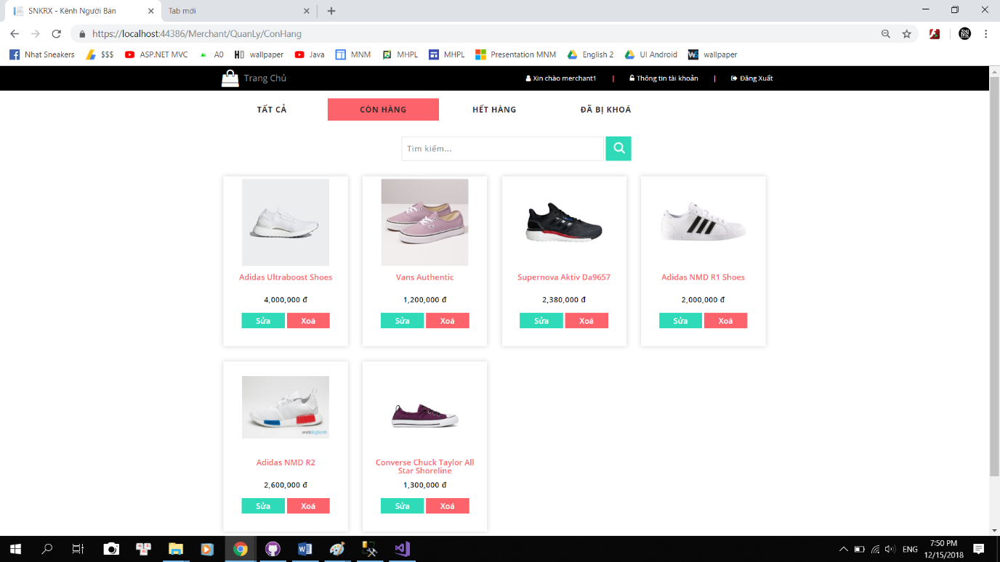 SNKRX - Kênh Người Bán
Tab mới
https://localhost:44386/Merchant/QuanLy/ConHang
Nhat Sneakers
$$$
ASP.NET MVC
A0
wallpaper
Java
MNM
MHPL
MHPL
Presentation MNM
English 2
UI Android
wallpaper
Trang Chủ
Xin chào merchant1 | Thông tin tài khoản | Đăng Xuất
TẤT CẢ
CÒN HÀNG
HẾT HÀNG
ĐÃ BỊ KHOÁ
Tìm kiếm...
Adidas Ultraboost Shoes
4,000,000 đ
Sửa Xoá
Vans Authentic
1,200,000 đ
Sửa Xoá
Supernova Aktiv Da9657
2,380,000 đ
Sửa Xoá
Adidas NMD R1 Shoes
2,000,000 đ
Sửa Xoá
Adidas NMD R2
2,600,000 đ
Sửa Xoá
Converse Chuck Taylor All
Star Shoreline
1,300,000 đ
Sửa Xoá
ENG
7:50 PM
12/15/2018